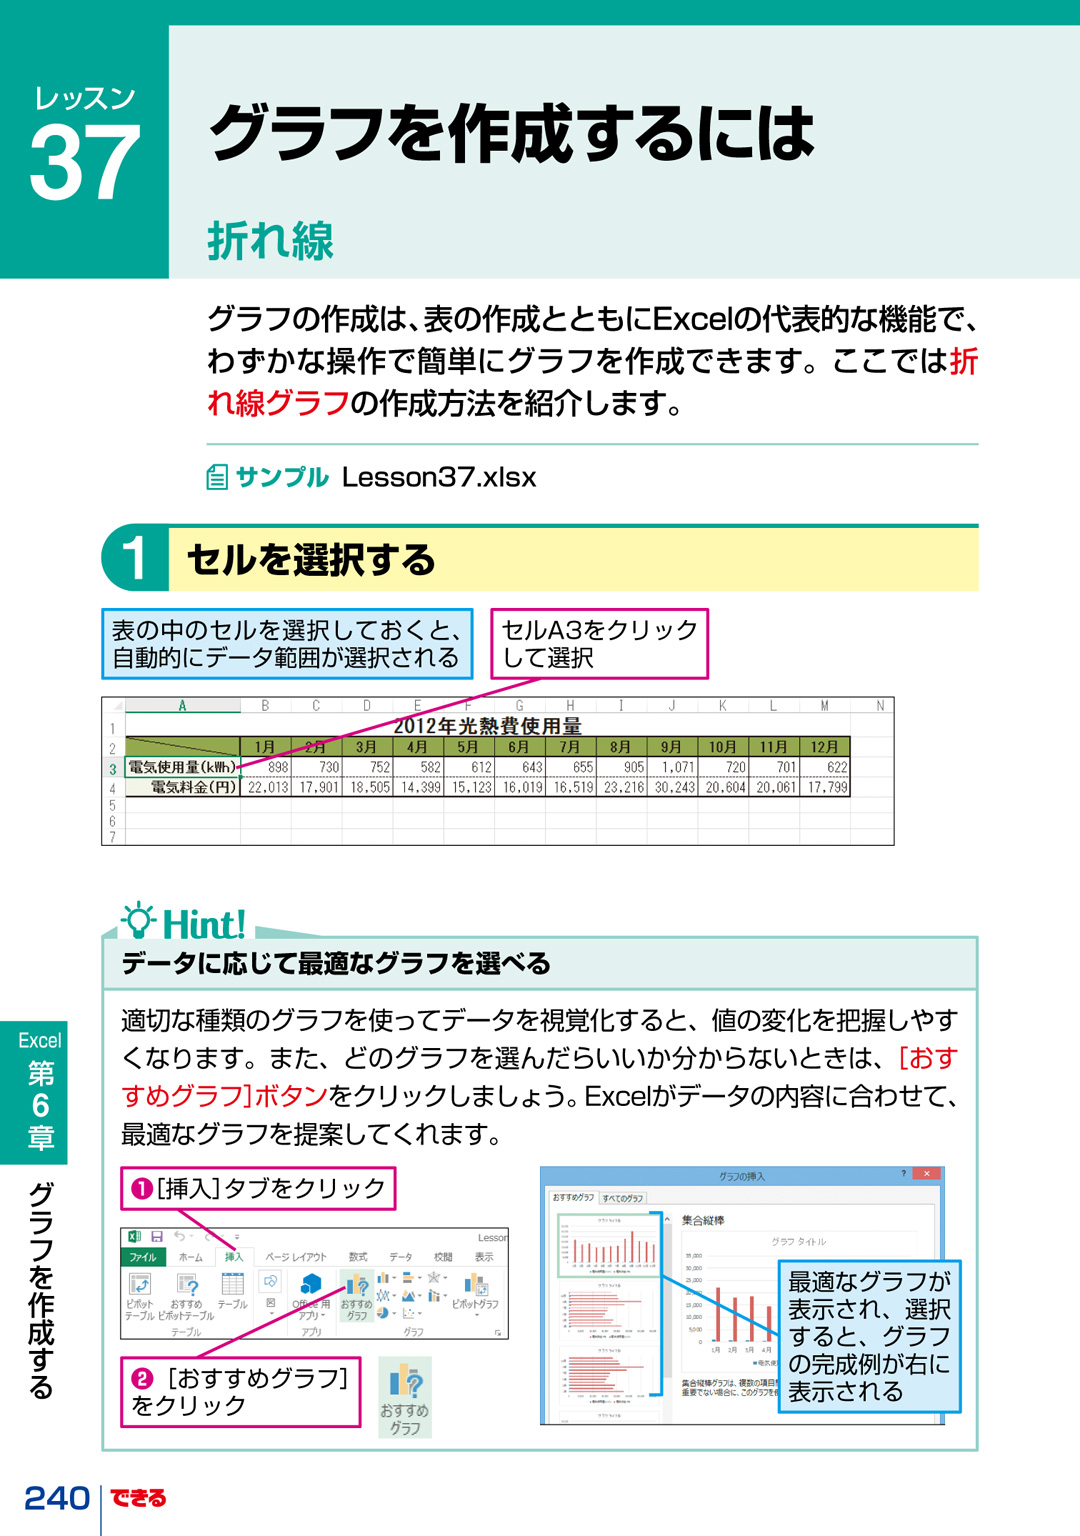 レッスン
37
グラフを作成するには
折れ線
グラフの作成は、表の作成とともにExcelの代表的な機能で、
わずかな操作で簡単にグラフを作成できます。ここでは折
れ線グラフの作成方法を紹介します。
サンプル Lesson37.xlsx
1 セルを選択する
表の中のセルを選択しておくと、
自動的にデータ範囲が選択される
セルA3をクリック
して選択
A B C D E F G H I J K L M N
1 2012年光熱費使用量
2 1月 2月 3月 4月 5月 6月 7月 8月 9月 10月 11月 12月
3 電気使用量(kWh) 898 730 752 582 612 643 655 905 1,071 720 701 622
4 電気料金(円) 22,013 17,901 18,505 14,399 15,123 16,019 16,519 23,216 30,243 20,604 20,061 17,799
5
6
7
Hint!
データに応じて最適なグラフを選べる
適切な種類のグラフを使ってデータを視覚化すると、値の変化を把握しやす
くなります。また、どのグラフを選んだらいいか分からないときは、[おす
すめグラフ]ボタンをクリックしましょう。Excelがデータの内容に合わせて、
最適なグラフを提案してくれます。
❶[挿入]タブをクリック
Lesson
ファイル ホーム 挿入 ページ レイアウト 数式 データ 校閲 表示
ピボット
テーブル
おすすめ
ピボットテーブル
テーブル
図
Office 用
アプリ
おすすめ
グラフ
ピボットグラフ
テーブル アプリ グラフ
❷[おすすめグラフ]
をクリック
おすすめ
グラフ
グラフの挿入 ? ×
おすすめグラフ すべてのグラフ
集合縦棒
グラフ タイトル
35,000
30,000
25,000
15,000
10,000
5,000
0
1月 2月 3月 4月
最適なグラフが
表示され、選択
すると、グラフ
の完成例が右に
表示される
Excel
第6章
グラフを作成する
240 できる